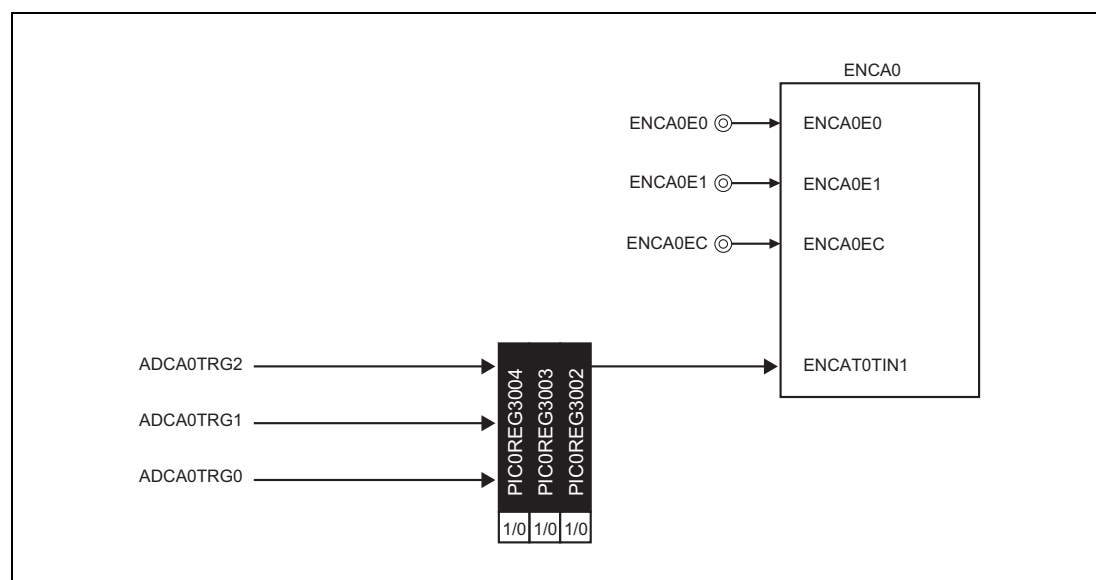 ENCA0
ENCA0E0
ENCA0E0
ENCA0E1
ENCA0E1
ENCA0EC
ENCA0EC
ADCA0TRG2
ENCAT0TIN1
ADCA0TRG1
ADCA0TRG0
PIC0REG3004
PIC0REG3003
PIC0REG3002
1/0 1/0 1/0